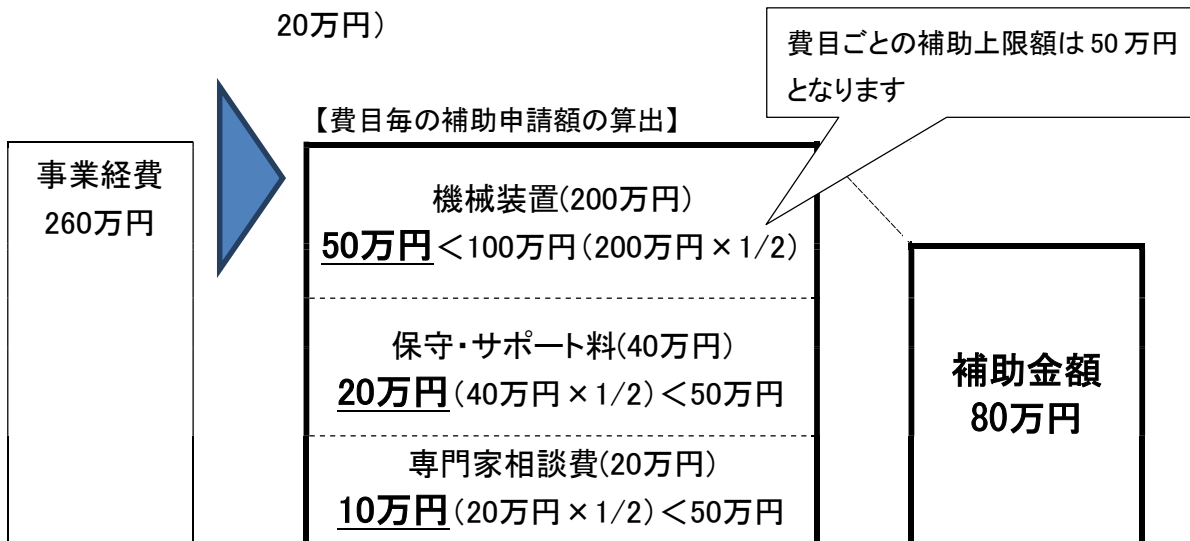 20万円)
費目ごとの補助上限額は50万円
となります
【費目毎の補助申請額の算出】
事業経費
260万円
機械装置(200万円)
50万円<100万円(200万円×1/2)
保守・サポート料(40万円)
20万円(40万円×1/2)<50万円
専門家相談費(20万円)
10万円(20万円×1/2)<50万円
補助金額
80万円